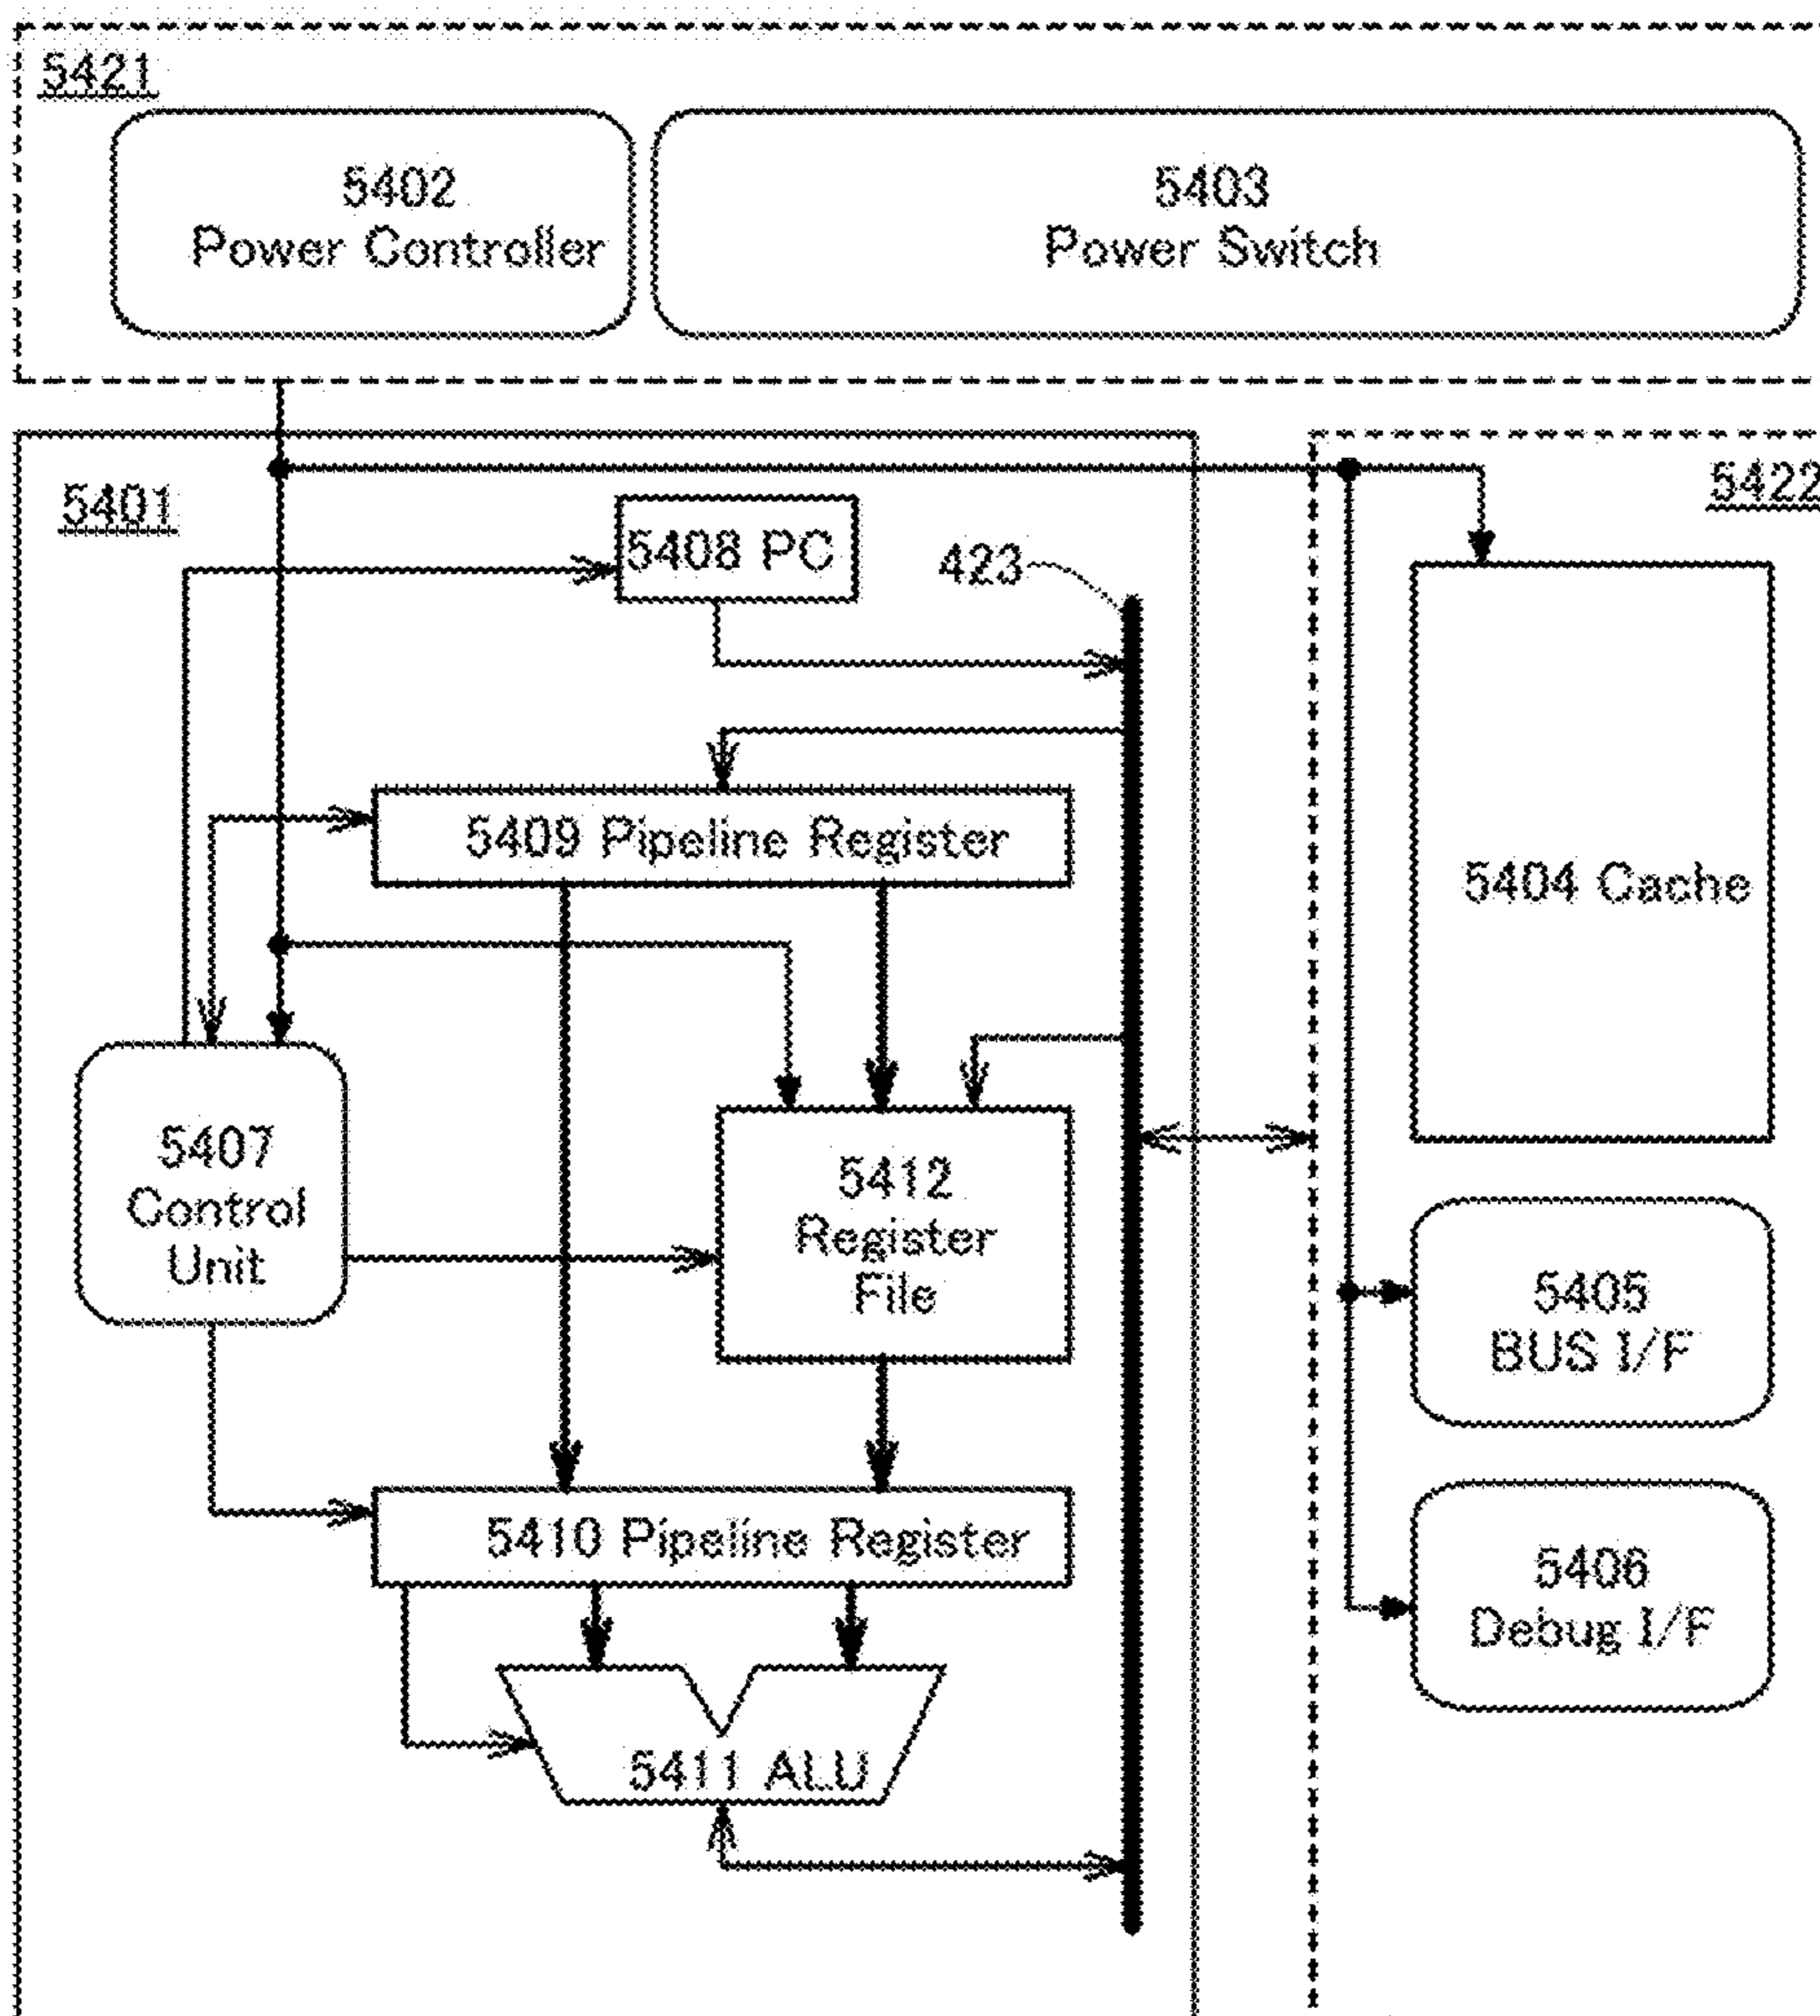 5421
5402
Power Controller
5403
Power Switch
5401
5422
5408 PC
423
5409 Pipeline Register
5404 Cache
5407
Control
Unit
5412
Register
File
5405
BUS I/F
5410 Pipeline Register
5406
Debug I/F
5411 ALU